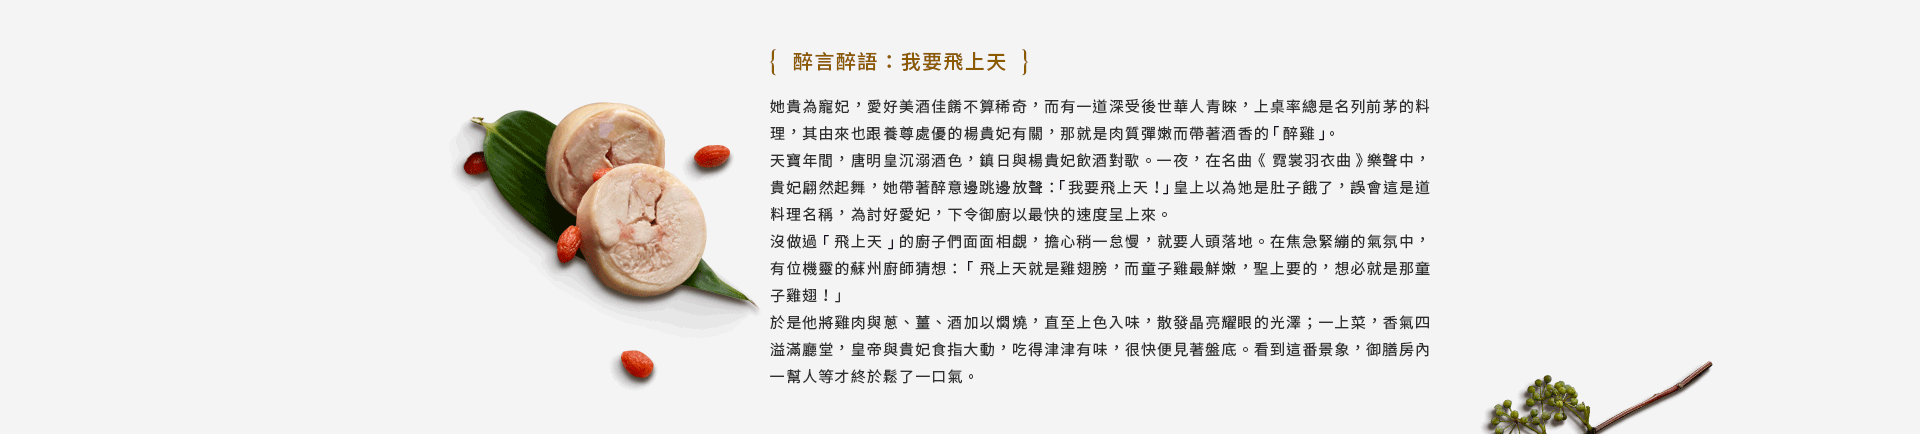 { 醉言醉語：我要飛上天 }
她貴為寵妃，愛好美酒佳餚不算稀奇，而有一道深受後世華人青睞，上桌率總是名列前茅的料
理，其由來也跟養尊處優的楊貴妃有關，那就是肉質彈嫩而帶著酒香的「醉雞」。
天寶年間，唐明皇沉溺酒色，鎮日與楊貴妃飲酒對歌。一夜，在名曲《霓裳羽衣曲》樂聲中，
貴妃翩然起舞，她帶著醉意邊跳邊放聲：「我要飛上天！」皇上以為她是肚子餓了，誤會這是道
料理名稱，為討好愛妃，下令御廚以最快的速度呈上來。
沒做過「飛上天」的廚子們面面相覷，擔心稍一怠慢，就要人頭落地。在焦急緊繃的氣氛中，
有位機靈的蘇州廚師猜想：「飛上天就是雞翅膀，而童子雞最鮮嫩，聖上要的，想必就是那童
子雞翅！」
於是他將雞肉與蔥、薑、酒加以燜燒，直至上色入味，散發晶亮耀眼的光澤；一上菜，香氣四
溢滿廳堂，皇帝與貴妃食指大動，吃得津津有味，很快便見著盤底。看到這番景象，御膳房內
一幫人等才終於鬆了一口氣。